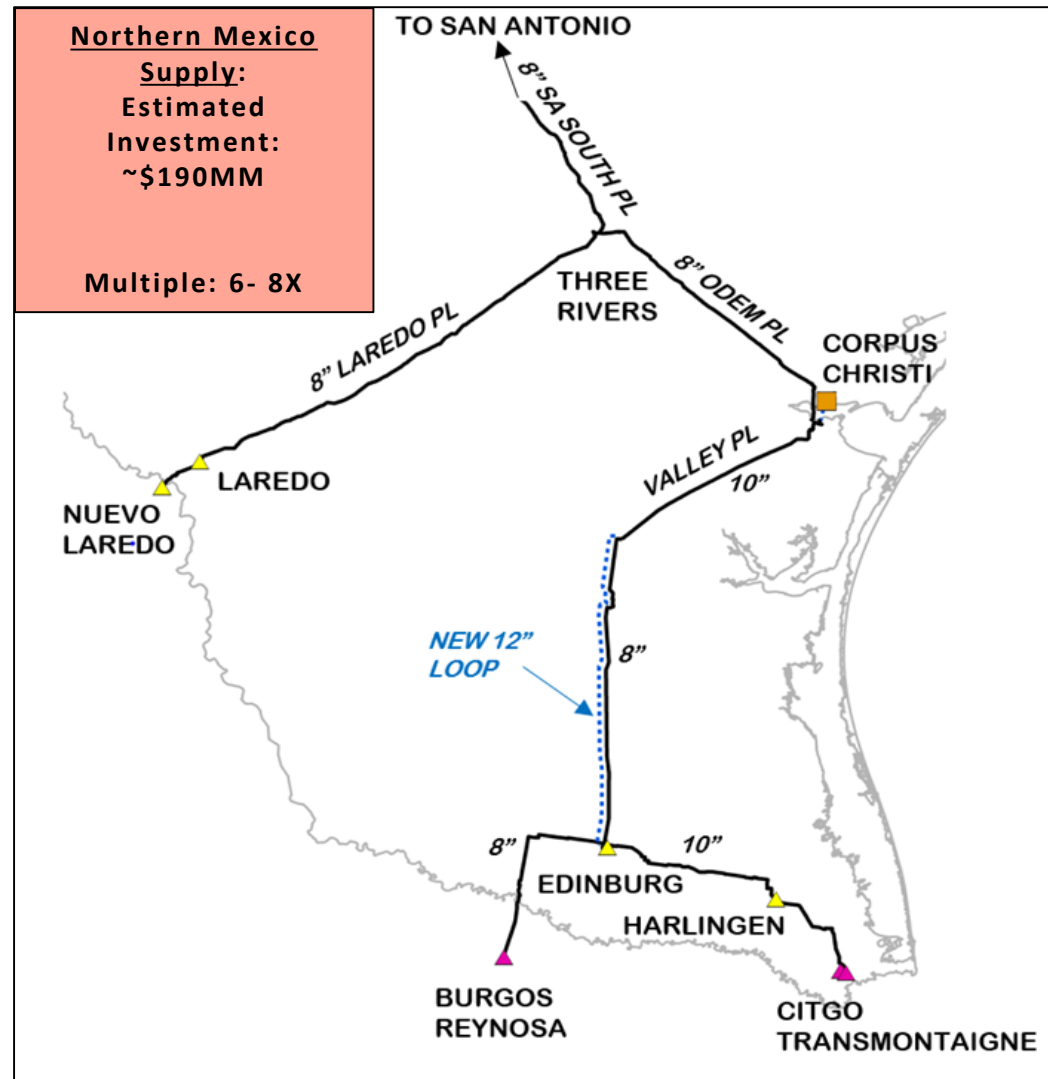 Northern Mexico
Supply:
Estimated
Investment:
~$190MM
Multiple: 6- 8X
TO SAN ANTONIO
8” SA SOUTH PL
THREE
RIVERS
8” ODEM PL
CORPUS
CHRISTI
8” LAREDO PL
LAREDO
NUEVO
LAREDO
VALLEY PL
10”
NEW 12”
LOOP
8”
8”
10”
EDINBURG
HARLINGEN
BURGOS
REYNOSA
CITGO
TRANSMONTAIGNE